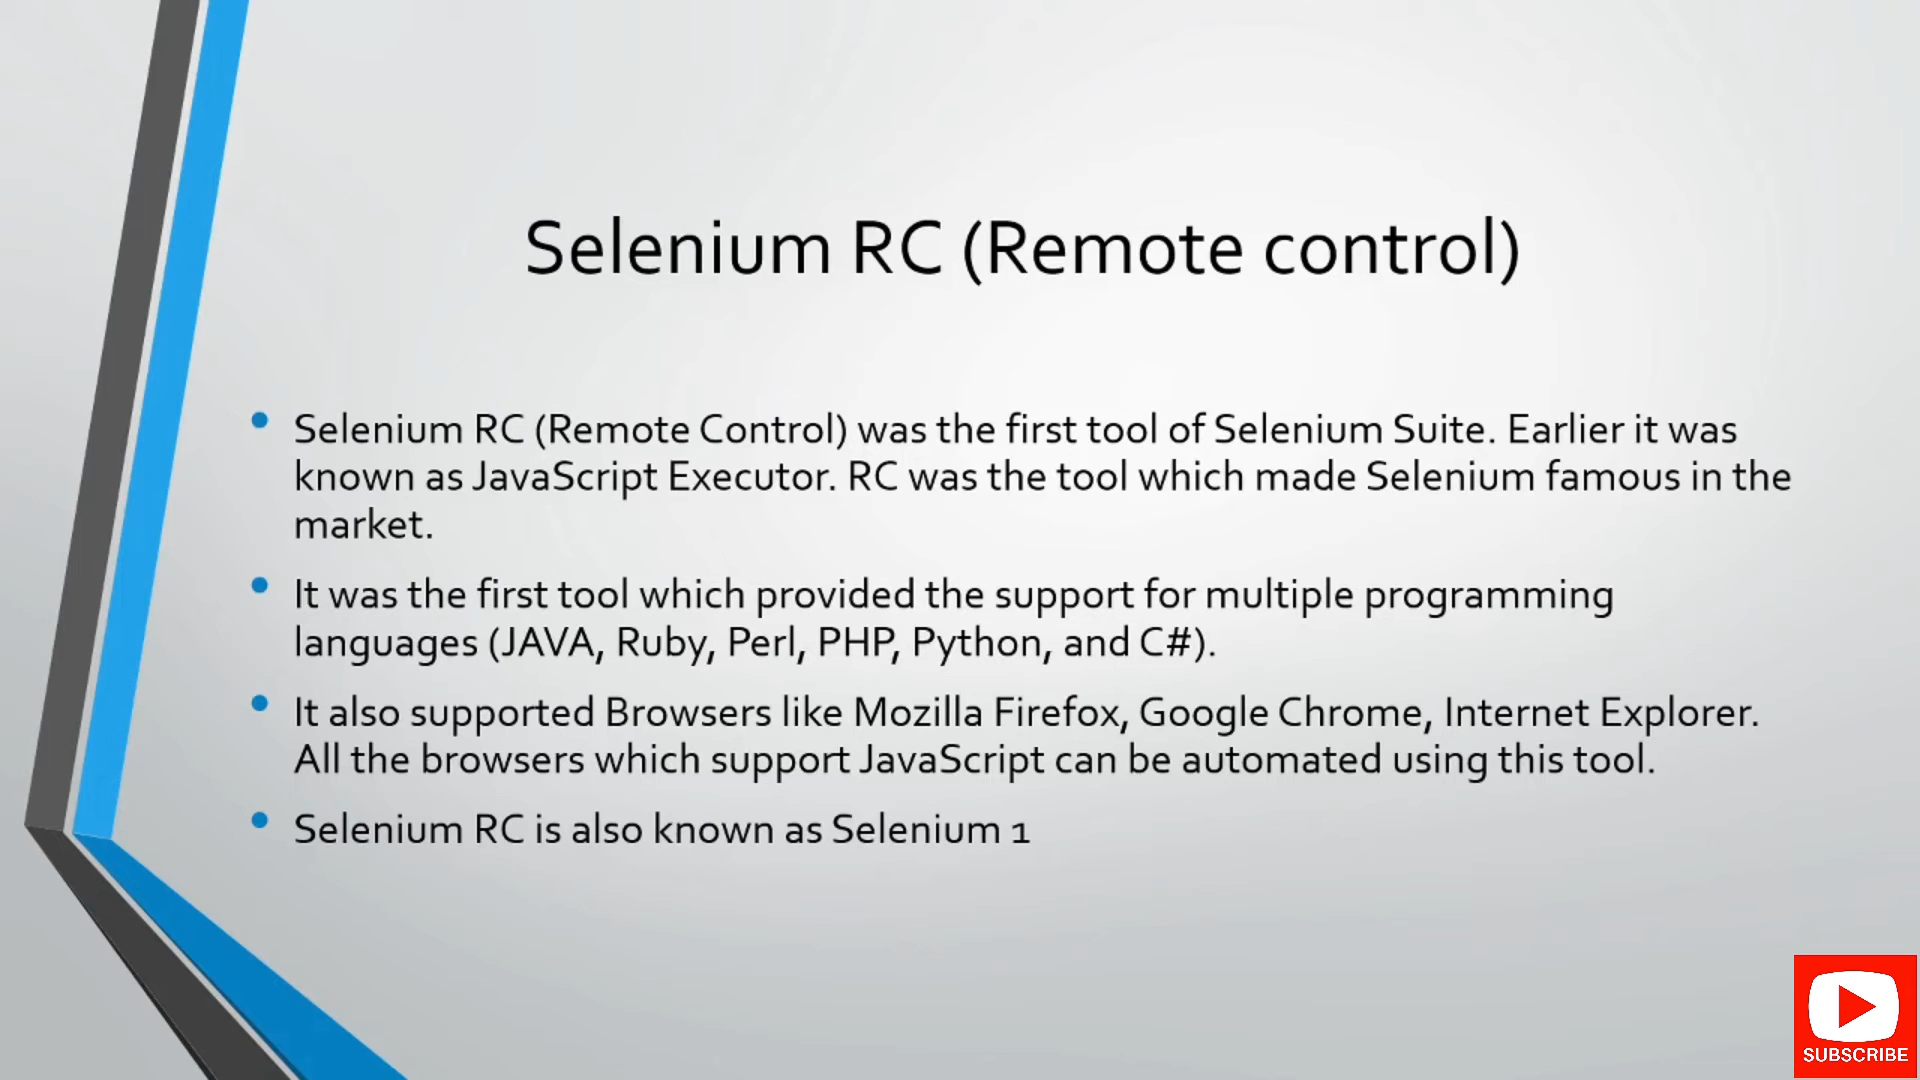 Selenium RC (Remote control)
• Selenium RC (Remote Control) was the first tool of Selenium Suite. Earlier it was
known as JavaScript Executor. RC was the tool which made Selenium famous in the
market.
• It was the first tool which provided the support for multiple programming
languages (JAVA, Ruby, Perl, PHP, Python, and C#).
• It also supported Browsers like Mozilla Firefox, Google Chrome, Internet Explorer.
All the browsers which support JavaScript can be automated using this tool.
• Selenium RC is also known as Selenium 1
SUBSCRIBE